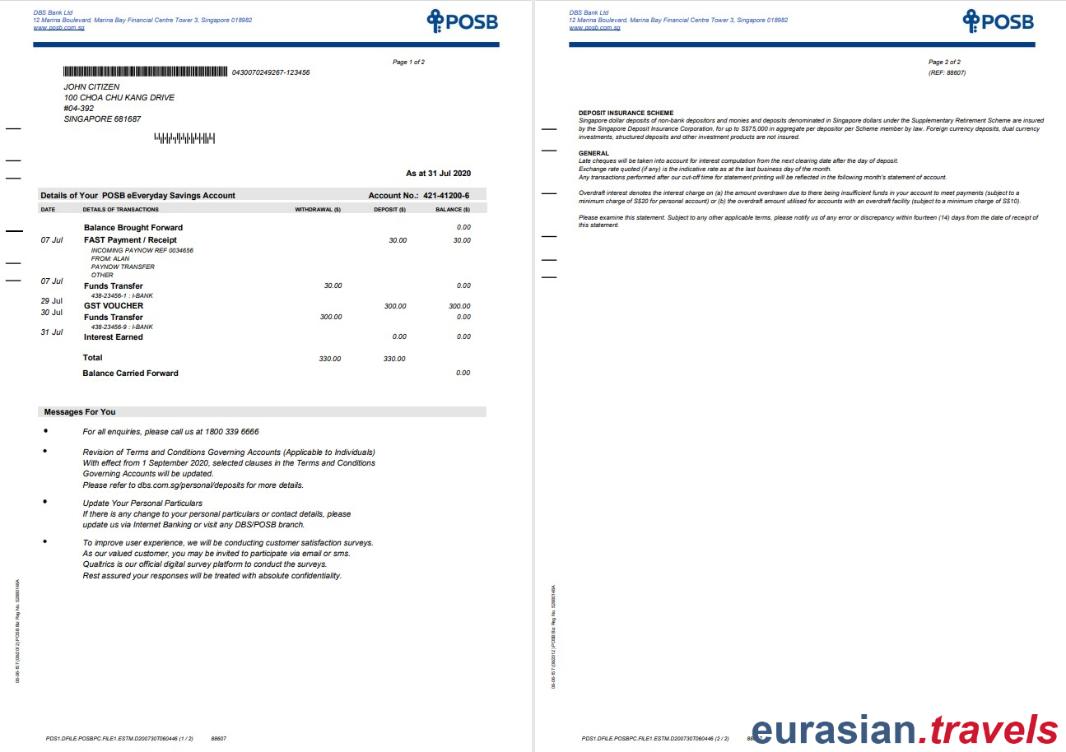 DBS Bank Ltd
12 Marina Boulevard, Marina Bay Financial Centre Tower 3, Singapore 018982
www.posb.com.sg
POSB
Page 1 of 2
0430070249267-123456
JOHN CITIZEN
100 CHOA CHU KANG DRIVE
#04-392
SINGAPORE 681687
As at 31 Jul 2020
Details of Your POSB eEveryday Savings Account Account No.: 421-41200-6
DATE DETAILS OF TRANSACTIONS WITHDRAWAL ($) DEPOSIT ($) BALANCE ($)
Balance Brought Forward 0.00
07 Jul FAST Payment / Receipt 30.00 30.00
INCOMING PAYNOW REF 0034656
FROM: ALAN
PAYNOW TRANSFER
OTHER
07 Jul Funds Transfer 30.00 0.00
438-23456-1 : I-BANK
29 Jul GST VOUCHER 300.00 300.00
30 Jul Funds Transfer 300.00 0.00
438-23456-9 : I-BANK
31 Jul Interest Earned 0.00 0.00
Total 330.00 330.00
Balance Carried Forward 0.00
Messages For You
• For all enquiries, please call us at 1800 339 6666
• Revision of Terms and Conditions Governing Accounts (Applicable to Individuals)
With effect from 1 September 2020, selected clauses in the Terms and Conditions
Governing Accounts will be updated.
Please refer to dbs.com.sg/personal/deposits for more details.
• Update Your Personal Particulars
If there is any change to your personal particulars or contact details, please
update us via Internet Banking or visit any DBS/POSB branch.
• To improve user experience, we will be conducting customer satisfaction surveys.
As our valued customer, you may be invited to participate via email or sms.
Qualtrics is our official digital survey platform to conduct the surveys.
Rest assured your responses will be treated with absolute confidentiality.
PDS1.DFILE.POSBPC.FILE1.ESTM.D200730T060446 (1 / 2) 88607
DBS Bank Ltd
12 Marina Boulevard, Marina Bay Financial Centre Tower 3, Singapore 018982
www.posb.com.sg
POSB
Page 2 of 2
(REF: 88607)
DEPOSIT INSURANCE SCHEME
Singapore dollar deposits of non-bank depositors and monies and deposits denominated in Singapore dollars under the Supplementary Retirement Scheme are insured
by the Singapore Deposit Insurance Corporation, for up to S$75,000 in aggregate per depositor per Scheme member by law. Foreign currency deposits, dual currency
investments, structured deposits and other investment products are not insured.
GENERAL
Late cheques will be taken into account for interest computation from the next clearing date after the day of deposit.
Exchange rate quoted (if any) is the indicative rate as at the last business day of the month.
Any transactions performed after our cut-off time for statement printing will be reflected in the following month's statement of account.
Overdraft interest denotes the interest charge on (a) the amount overdrawn due to there being insufficient funds in your account to meet payments (subject to a
minimum charge of S$20 for personal account) or (b) the overdraft amount utilised for accounts with an overdraft facility (subject to a minimum charge of S$10).
Please examine this statement. Subject to any other applicable terms, please notify us of any error or discrepancy within fourteen (14) days from the date of receipt of
this statement.
PDS1.DFILE.POSBPC.FILE1.ESTM.D200730T060446 (2 / 2)
eurasian.travels